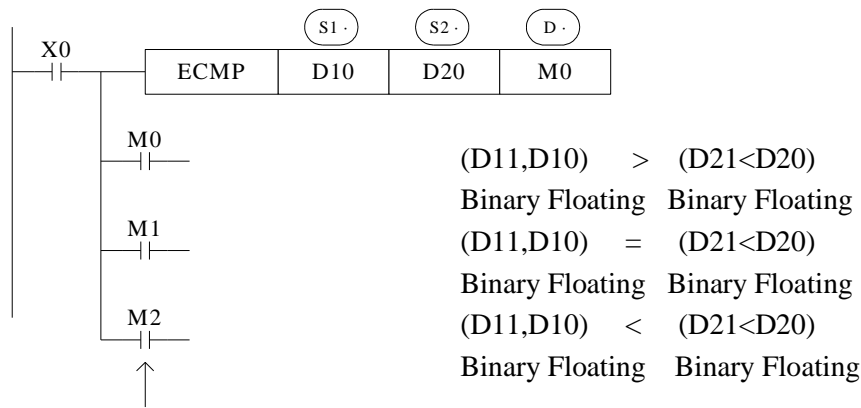 S1 · S2 · D ·
X0
ECMP D10 D20 M0
M0
(D11,D10) > (D21<D20)
Binary Floating Binary Floating
M1
(D11,D10) = (D21<D20)
Binary Floating Binary Floating
M2
(D11,D10) < (D21<D20)
Binary Floating Binary Floating